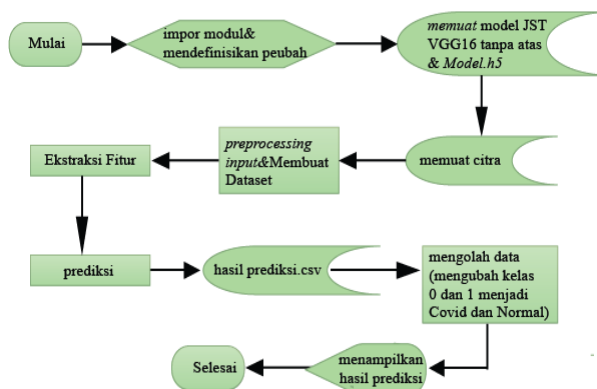 Mulai
impor modul&
mendefinisikan peubah
memuat model JST
VGG16 tanpa atas
& Model.h5
memuat citra
preprocessing
input&Membuat
Dataset
Ekstraksi Fitur
prediksi
hasil prediksi.csv
mengolah data
(mengubah kelas
0 dan 1 menjadi
Covid dan Normal)
menampilkan
hasil prediksi
Selesai